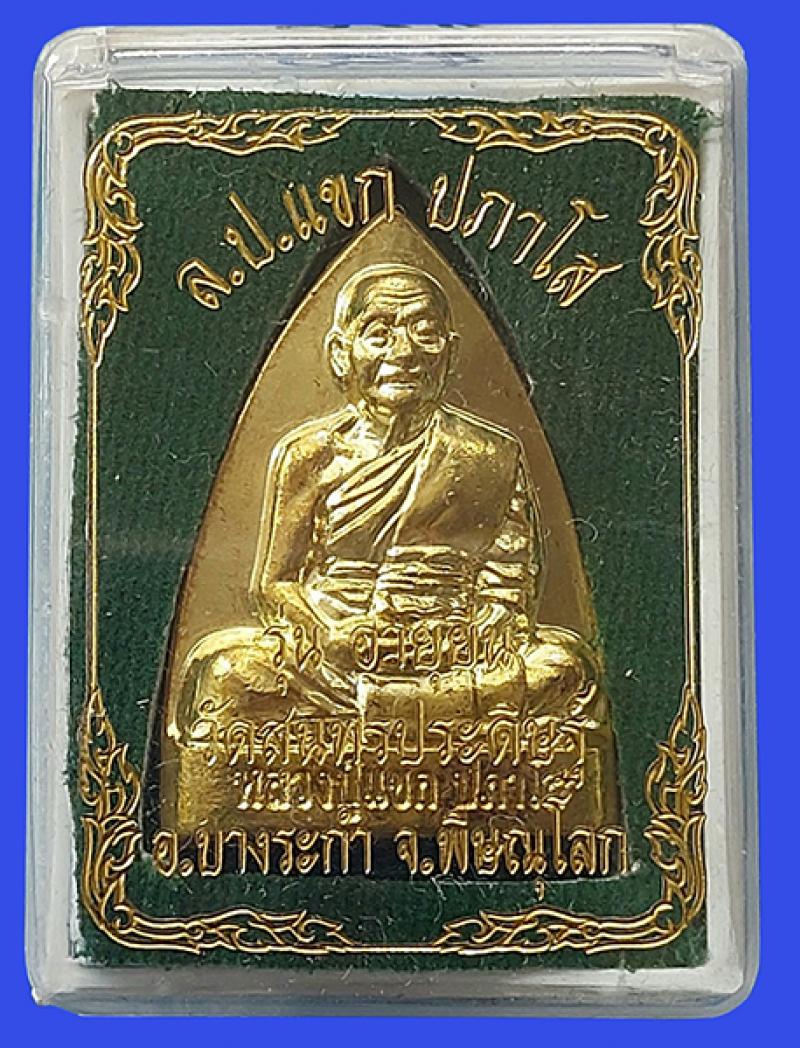 ล.ป.แขก ปภาโส
รุ่น อายุยืน
วัดสุนทรประดิษฐ์
หลวงปู่แขก ปภาโส
อ.บางระกำ จ.พิษณุโลก